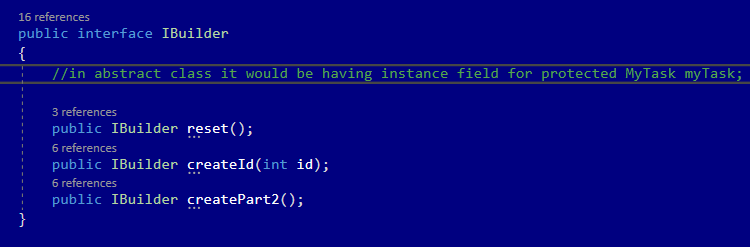 16 references
public interface IBuilder
{
//in abstract class it would be having instance field for protected MyTask myTask;
3 references
public IBuilder reset();
6 references
public IBuilder createId(int id);
6 references
public IBuilder createPart2();
}